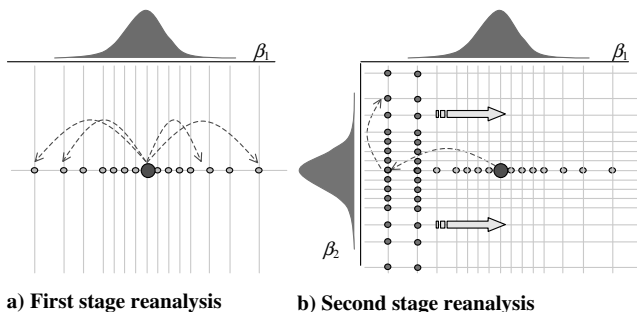 β1
β1
β2
a) First stage reanalysis
b) Second stage reanalysis